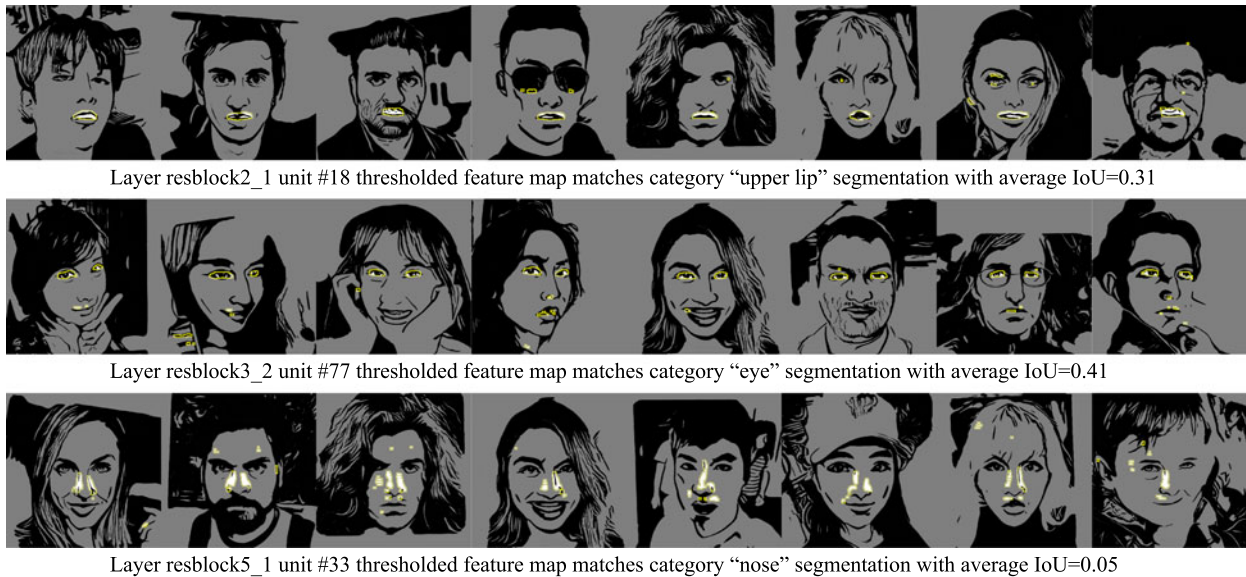 Layer resblock2_1 unit #18 thresholded feature map matches category “upper lip” segmentation with average IoU=0.31
Layer resblock3_2 unit #77 thresholded feature map matches category “eye” segmentation with average IoU=0.41
Layer resblock5_1 unit #33 thresholded feature map matches category “nose” segmentation with average IoU=0.05